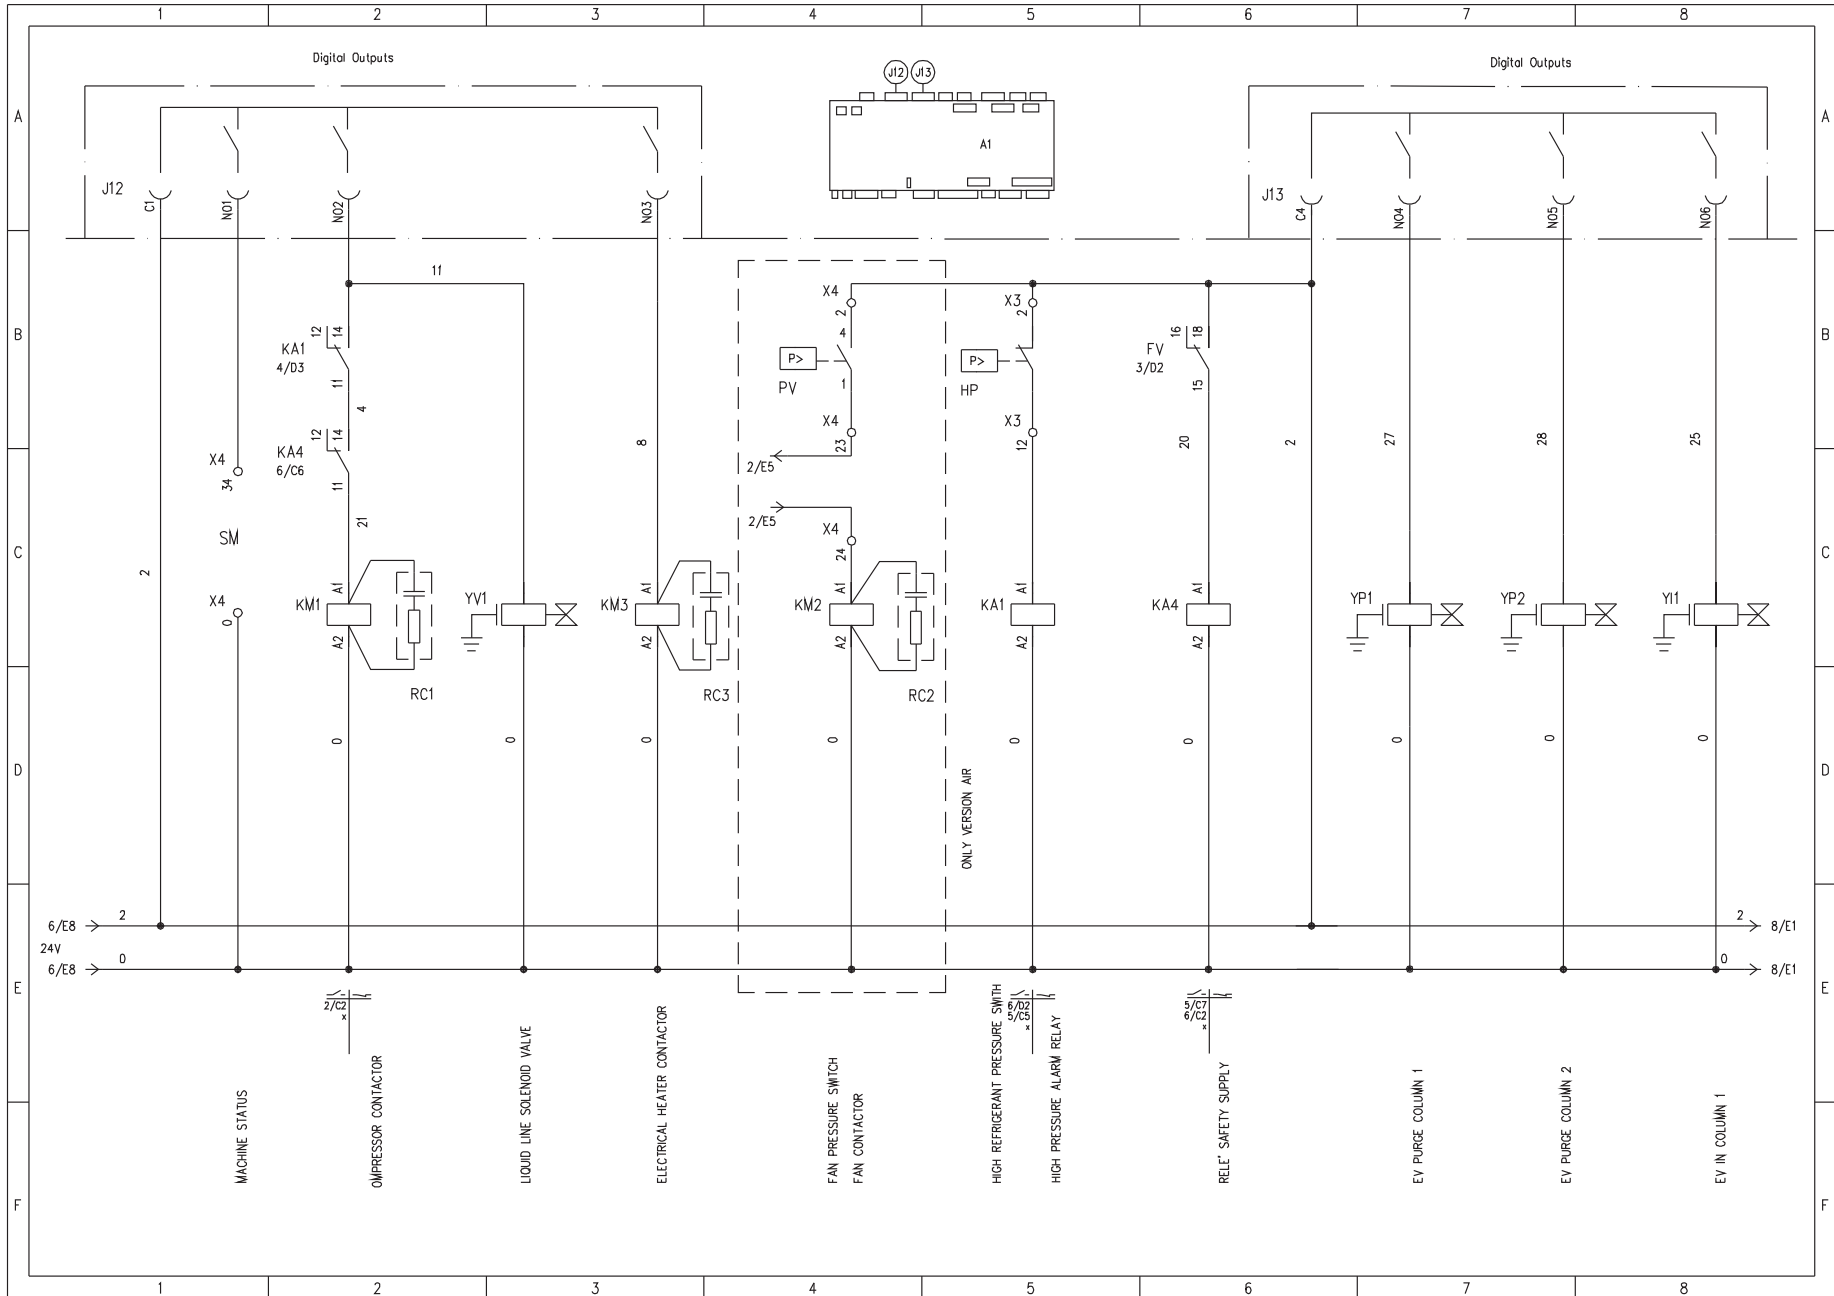 1 2 3 4 5 6 7 8
Digital Outputs
Digital Outputs
J12 J13
A A
A1
J12
C1
NO1
NO2
NO3
J13
C4
NO4
NO5
NO6
11
B B
KA1
4/D3
12
14
11
4
KA4
6/C6
12
14
11
21
8
X4
2
4
P>
PV
1
X4
23
2/E5
2/E5
X4
24
X3
2
P>
HP
X3
12
FV
3/D2
16
18
15
20
2
27
28
25
X4
34
SM
X4
0
2
C C
KM1
A1
A2
RC1
YV1
KM3
A1
A2
RC3
KM2
A1
A2
RC2
KA1
A1
A2
KA4
A1
A2
YP1
YP2
YI1
0
0
0
0
0
0
0
0
0
D D
ONLY VERSION AIR
6/E8
2
2
8/E1
24V
6/E8
0
0
8/E1
E E
2/C2
x
6/D2
5/C5
x
5/C7
6/C2
x
MACHINE STATUS
OMPRESSOR CONTACTOR
LIQUID LINE SOLENOID VALVE
ELECTRICAL HEATER CONTACTOR
FAN PRESSURE SWITCH
FAN CONTACTOR
HIGH REFRIGERANT PRESSURE SWITH
HIGH PRESSURE ALARM RELAY
RELE' SAFETY SUPPLY
EV PURGE COLUMN 1
EV PURGE COLUMN 2
EV IN COLUMN 1
F F
1 2 3 4 5 6 7 8